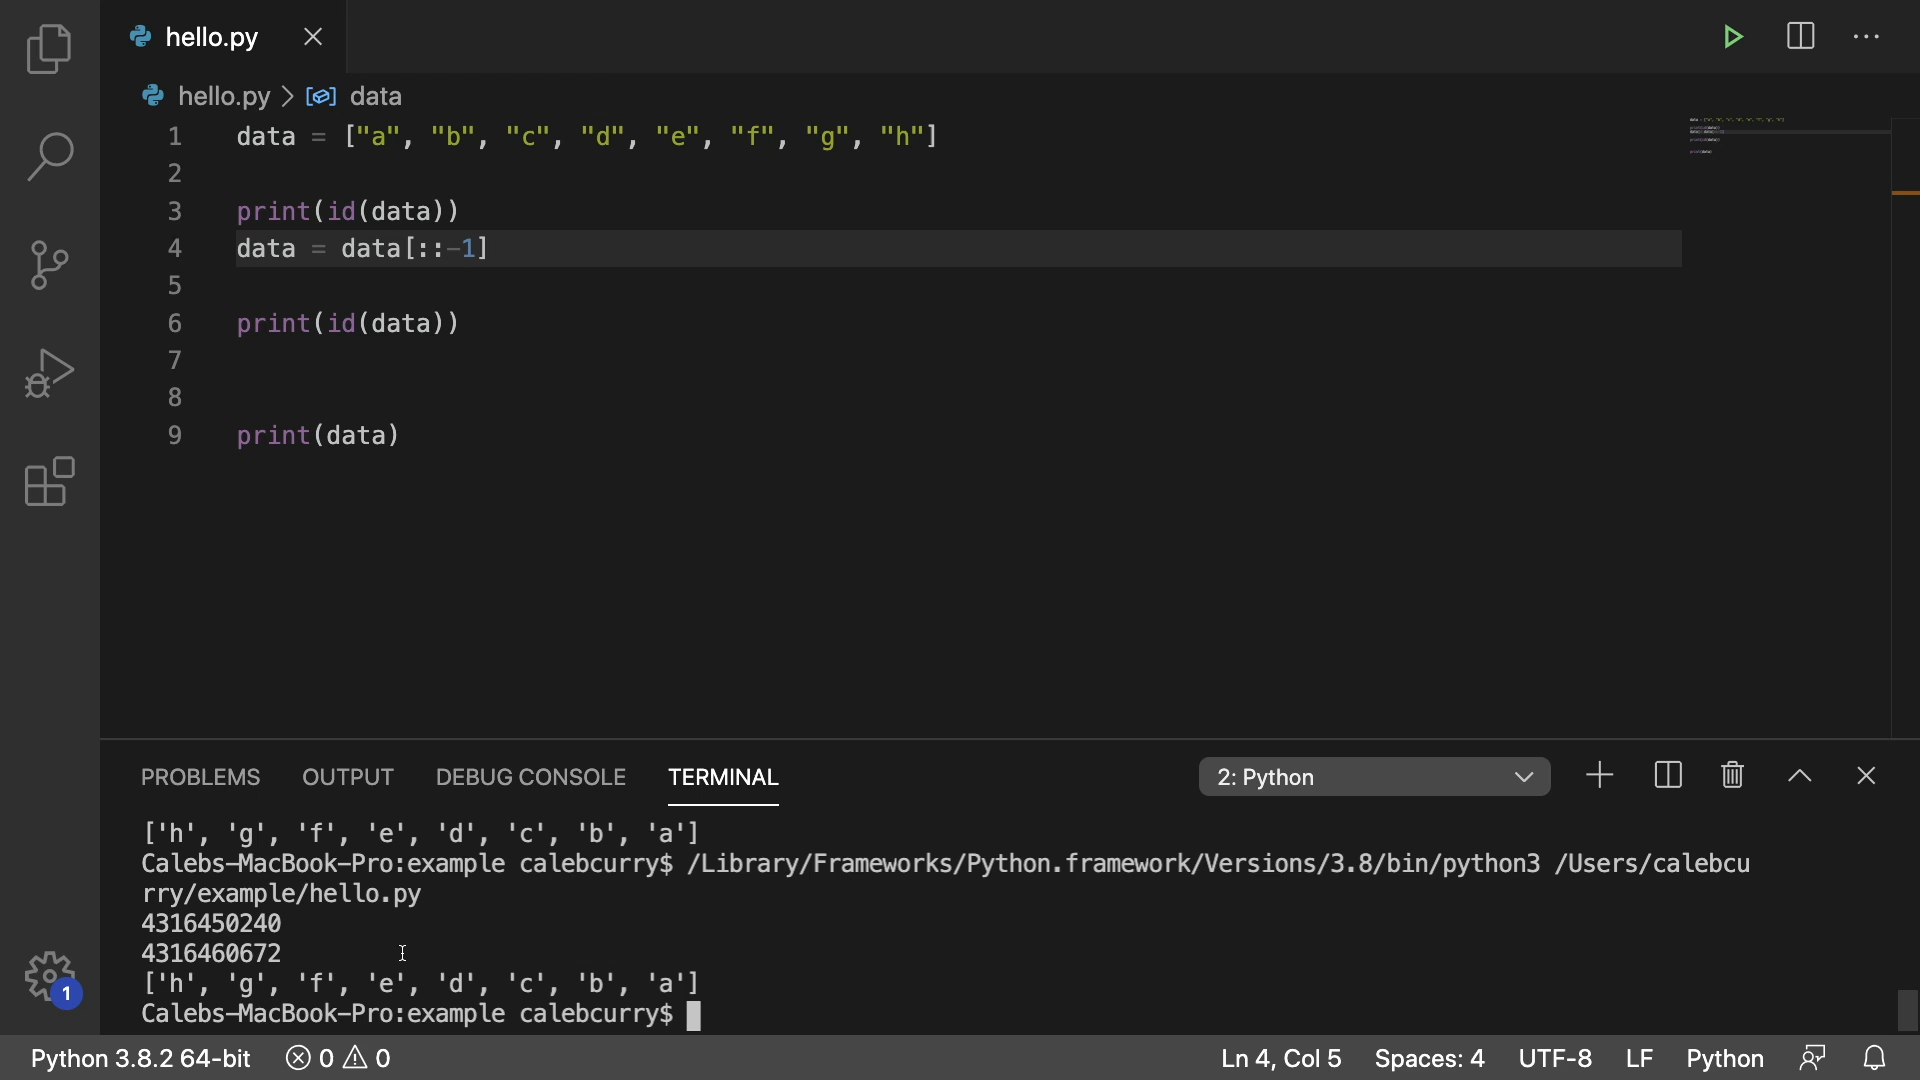 hello.py
hello.py > data
1 data = ["a", "b", "c", "d", "e", "f", "g", "h"]
2
3 print(id(data))
4 data = data[::-1]
5
6 print(id(data))
7
8
9 print(data)
PROBLEMS OUTPUT DEBUG CONSOLE TERMINAL 2: Python
['h', 'g', 'f', 'e', 'd', 'c', 'b', 'a']
Calebs-MacBook-Pro:example calebcurry$ /Library/Frameworks/Python.framework/Versions/3.8/bin/python3 /Users/calebcu
rry/example/hello.py
4316450240
4316460672
['h', 'g', 'f', 'e', 'd', 'c', 'b', 'a']
Calebs-MacBook-Pro:example calebcurry$
1
Python 3.8.2 64-bit 0 0 Ln 4, Col 5 Spaces: 4 UTF-8 LF Python